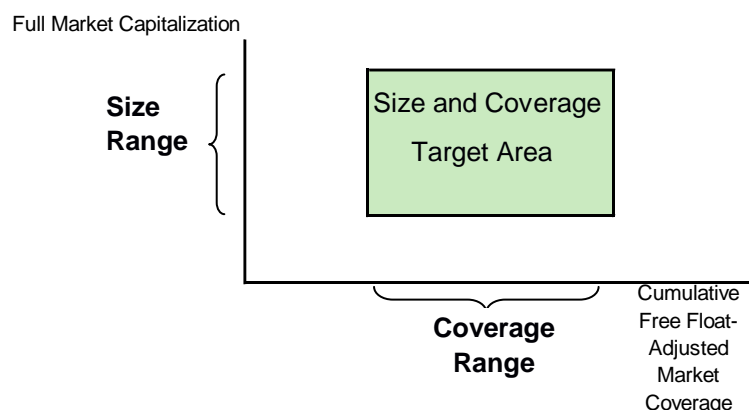 Full Market Capitalization
Size
Range
Size and Coverage
Target Area
Coverage
Range
Cumulative
Free Float-
Adjusted
Market
Coverage